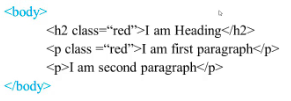 <body>
<h2 class=“red”>I am Heading</h2>
<p class =“red”>I am first paragraph</p>
<p>I am second paragraph</p>
</body>